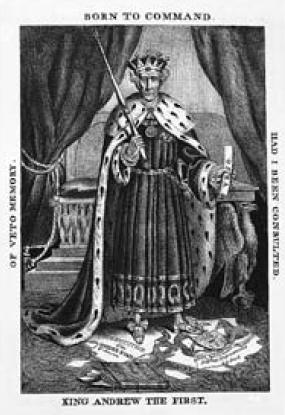 BORN TO COMMAND.
OF VETO MEMORY.
HAD I BEEN CONSULTED.
KING ANDREW THE FIRST.